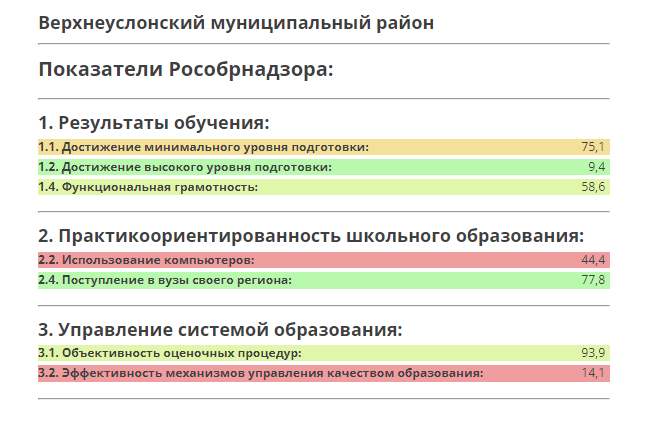 Верхнеуслонский муниципальный район
Показатели Рособрнадзора:
1. Результаты обучения:
1.1. Достижение минимального уровня подготовки: 75,1
1.2. Достижение высокого уровня подготовки: 9,4
1.4. Функциональная грамотность: 58,6
2. Практикоориентированность школьного образования:
2.2. Использование компьютеров: 44,4
2.4. Поступление в вузы своего региона: 77,8
3. Управление системой образования:
3.1. Объективность оценочных процедур: 93,9
3.2. Эффективность механизмов управления качеством образования: 14,1